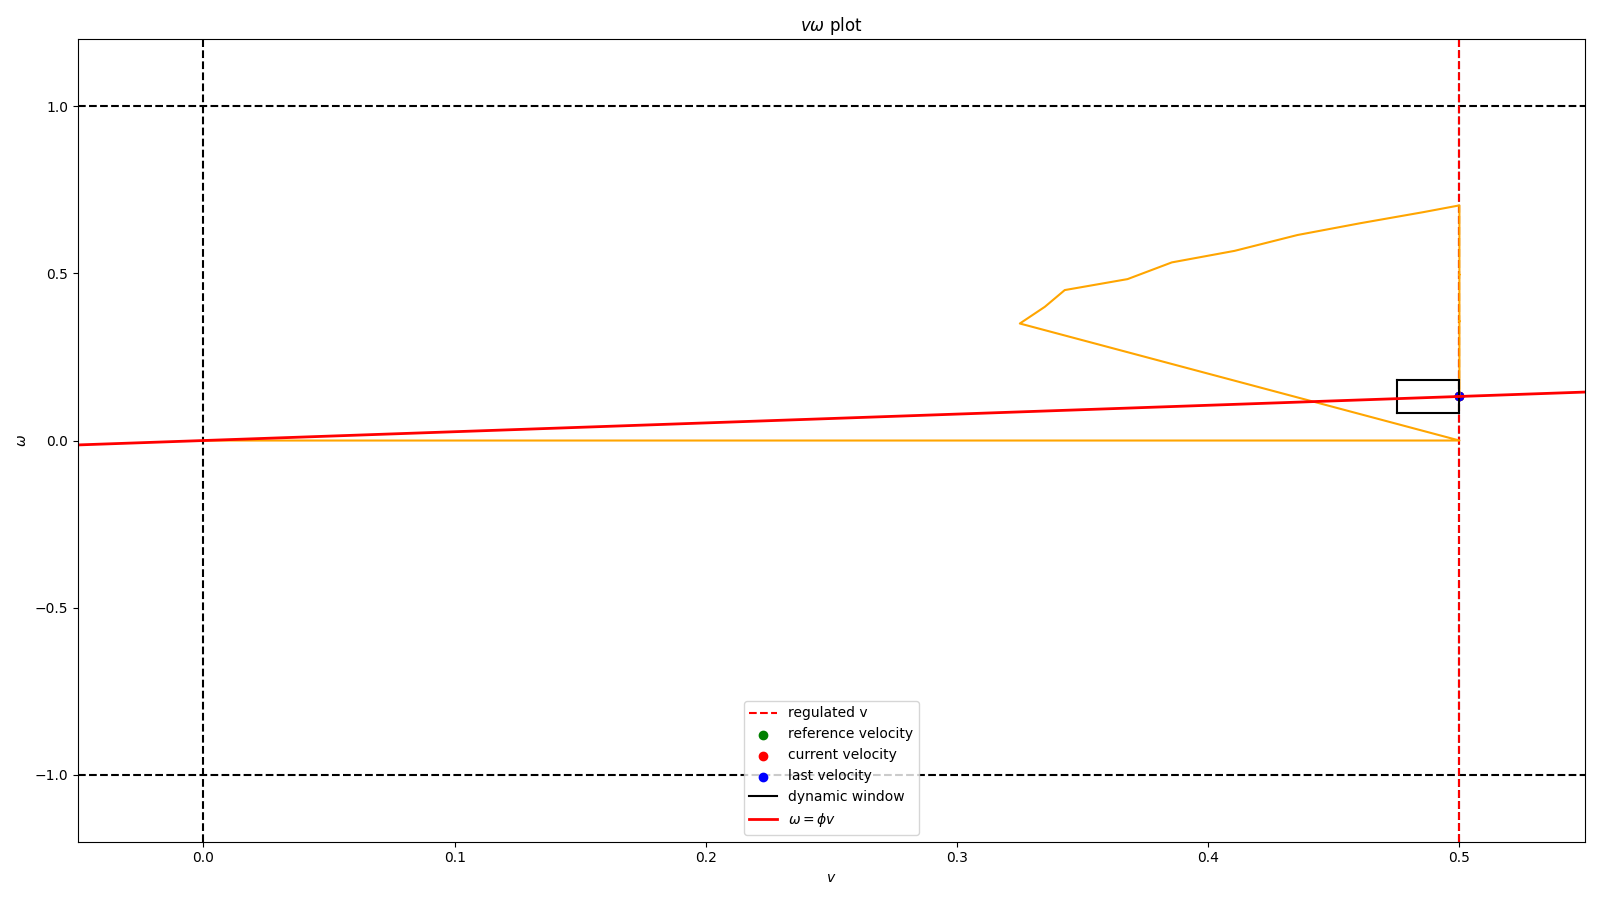 vω plot
1.0
0.5
0.0
−0.5
−1.0
ω
0.0 0.1 0.2 0.3 0.4 0.5
v
regulated v
reference velocity
current velocity
last velocity
dynamic window
ω = ϕv